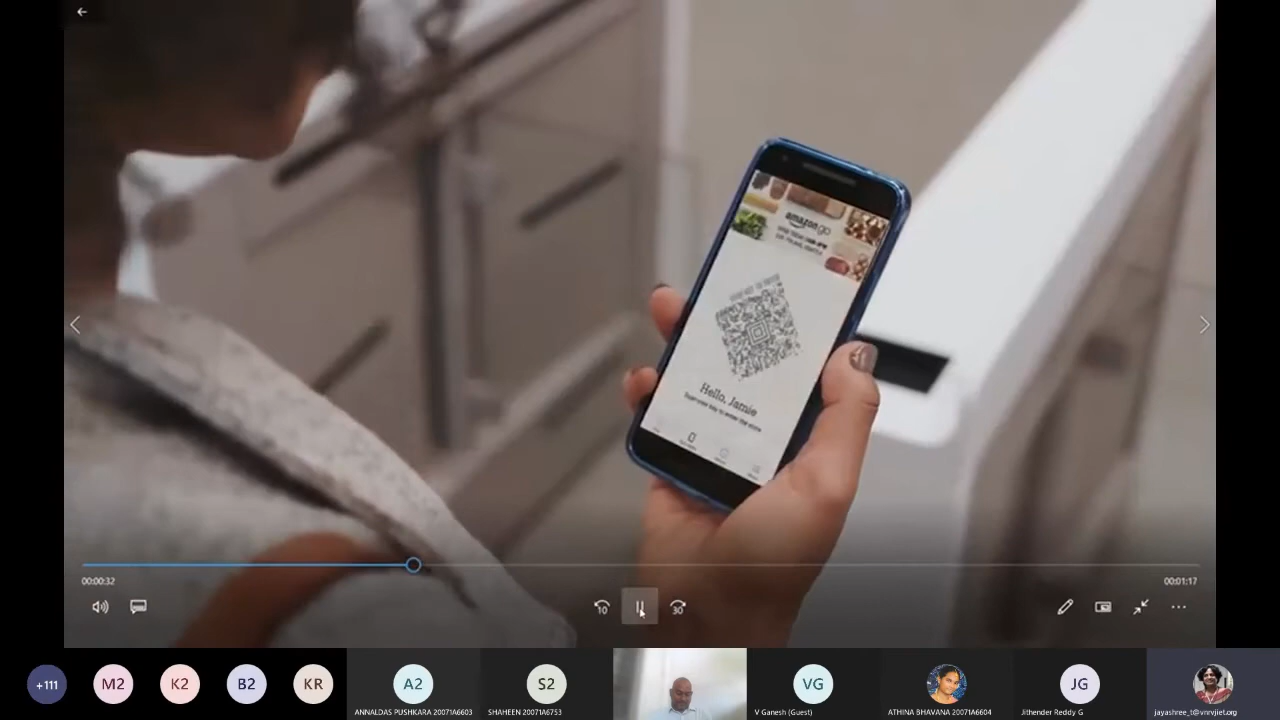 amazon go
Hello, Jamie
00:00:32
00:01:17
10
30
+111
M2
K2
B2
KR
A2
S2
VG
JG
ANNALDAS PUSHKARA 20071A6603
SHAHEEN 20071A6753
V Ganesh (Guest)
ATHINA BHAVANA 20071A6604
Jithender Reddy G
jayashree_t@vnrvjiet.org